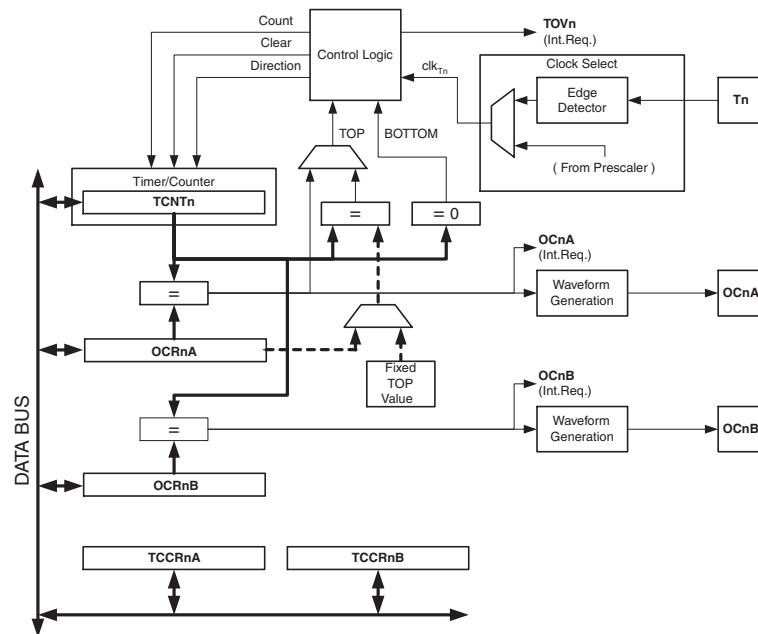 Count
Clear
Direction
Control Logic
TOVn
(Int.Req.)
clkTn
Clock Select
Edge
Detector
Tn
( From Prescaler )
TOP
BOTTOM
Timer/Counter
TCNTn
=
= 0
OCnA
(Int.Req.)
=
Waveform
Generation
OCnA
OCRnA
Fixed
TOP
Value
OCnB
(Int.Req.)
=
Waveform
Generation
OCnB
OCRnB
DATA BUS
TCCRnA
TCCRnB